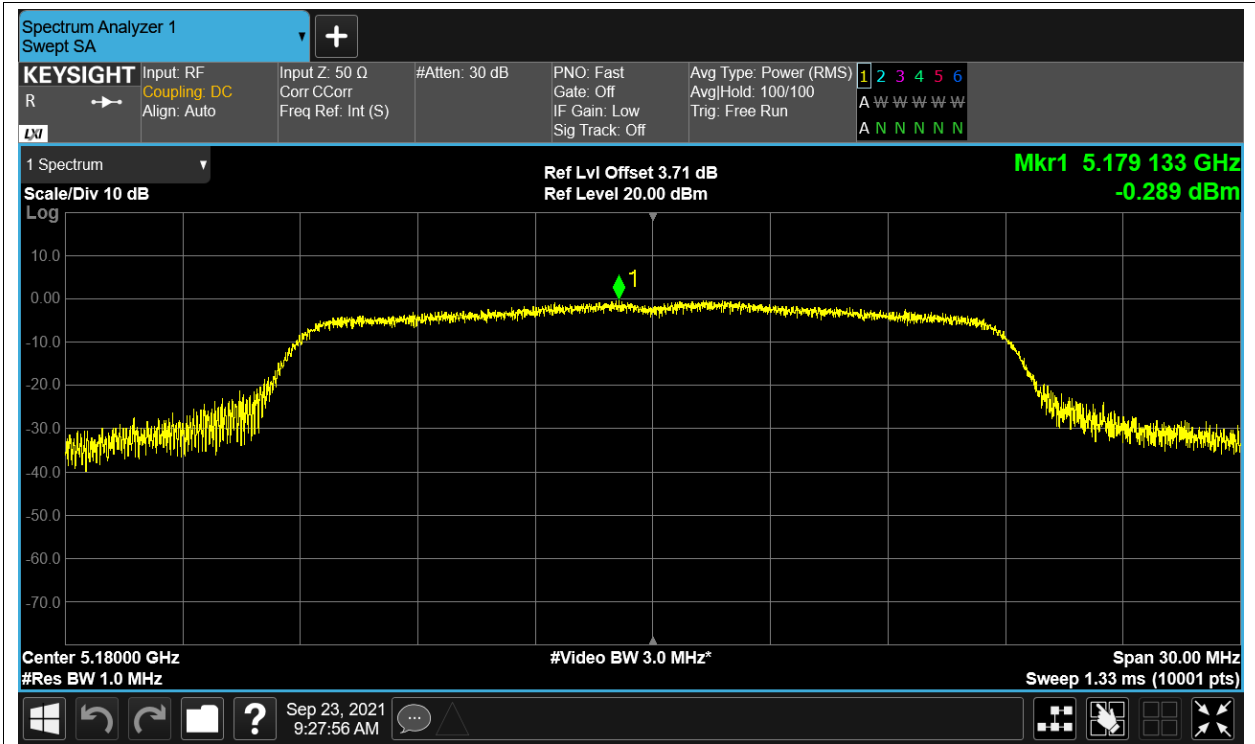 Spectrum Analyzer 1
Swept SA
KEYSIGHT
R
LXI
Input: RF
Coupling: DC
Align: Auto
Input Z: 50 Ω
Corr CCorr
Freq Ref: Int (S)
#Atten: 30 dB
PNO: Fast
Gate: Off
IF Gain: Low
Sig Track: Off
Avg Type: Power (RMS)
Avg|Hold: 100/100
Trig: Free Run
1 2 3 4 5 6
A W W W W W
A N N N N N
1 Spectrum
Scale/Div 10 dB
Log
Ref Lvl Offset 3.71 dB
Ref Level 20.00 dBm
Mkr1 5.179 133 GHz
-0.289 dBm
10.0
0.00
-10.0
-20.0
-30.0
-40.0
-50.0
-60.0
-70.0
1
Center 5.18000 GHz
#Res BW 1.0 MHz
#Video BW 3.0 MHz*
Span 30.00 MHz
Sweep 1.33 ms (10001 pts)
?
Sep 23, 2021
9:27:56 AM